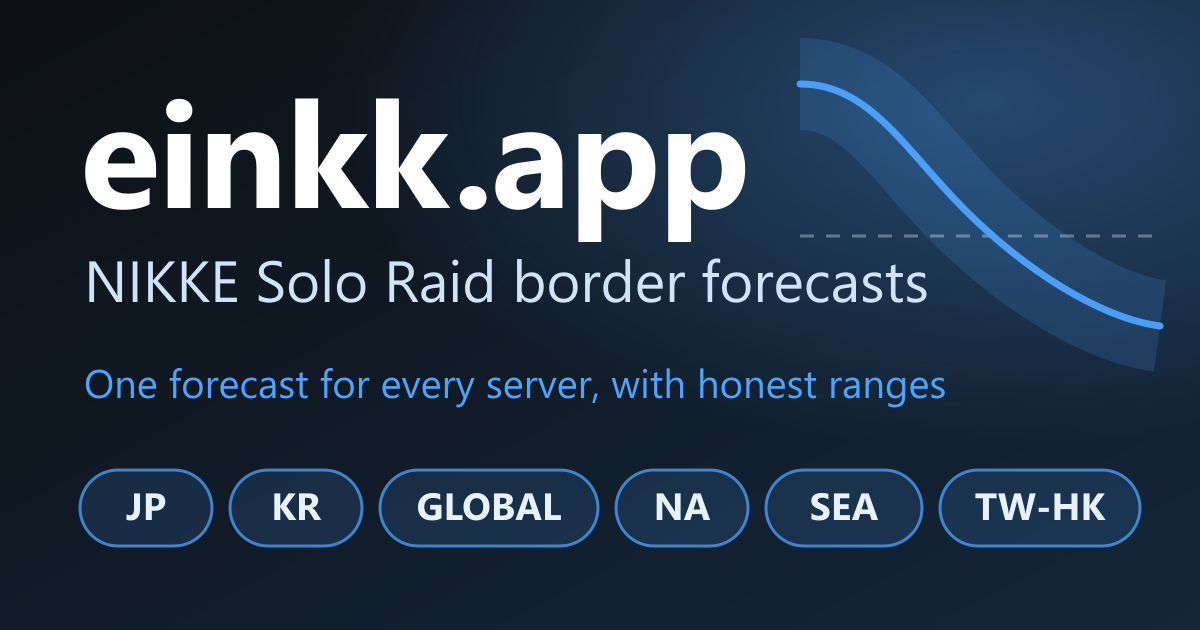 einkk.app
NIKKE Solo Raid border forecasts
One forecast for every server, with honest ranges
JP KR GLOBAL NA SEA TW-HK